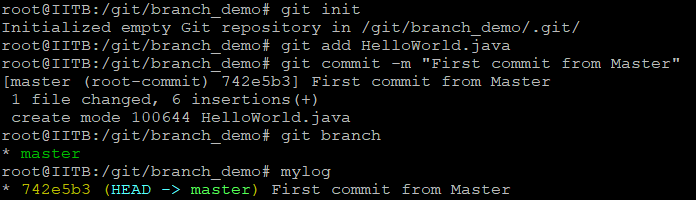 root@IITB:/git/branch_demo# git init
Initialized empty Git repository in /git/branch_demo/.git/
root@IITB:/git/branch_demo# git add HelloWorld.java
root@IITB:/git/branch_demo# git commit -m "First commit from Master"
[master (root-commit) 742e5b3] First commit from Master
 1 file changed, 6 insertions(+)
 create mode 100644 HelloWorld.java
root@IITB:/git/branch_demo# git branch
* master
root@IITB:/git/branch_demo# mylog
* 742e5b3 (HEAD -> master) First commit from Master